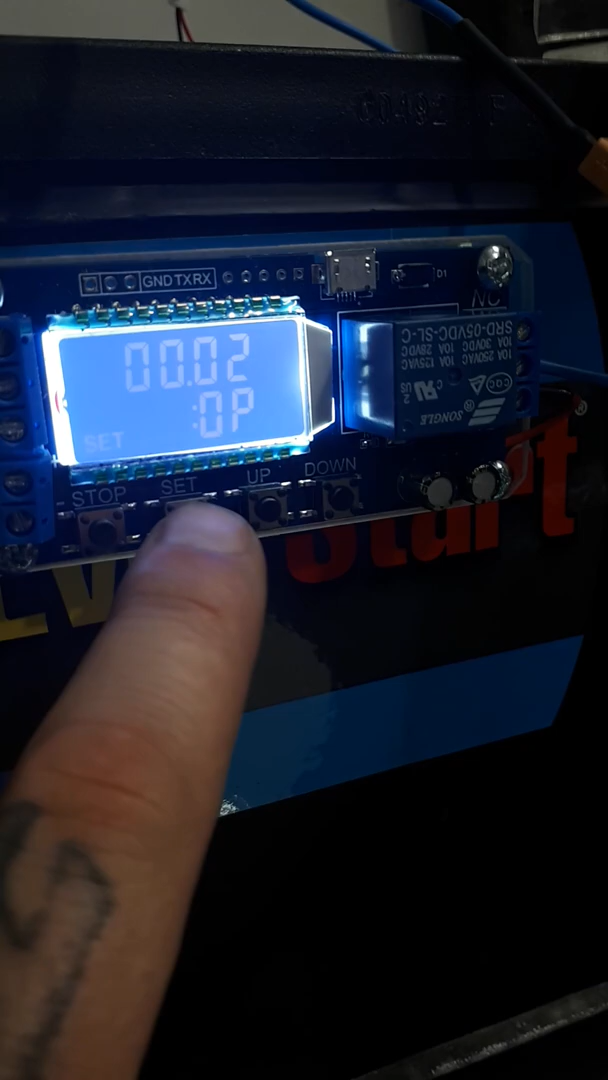 GND TX RX
D1
NC
00.02
:OP
SET
SRD-05VDC-SL-C
10A 250VAC 10A 125VAC
10A 30VDC 10A 28VDC
SONGLE
STOP
SET
UP
DOWN
Start
®